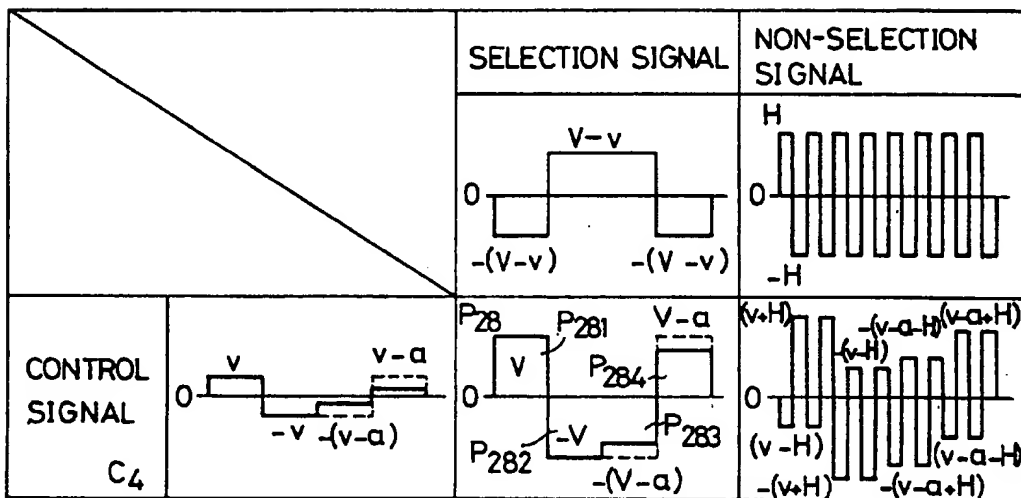 SELECTION SIGNAL
NON-SELECTION
SIGNAL
V-v
0
-(V-v)
-(V-v)
H
0
-H
CONTROL
SIGNAL
C4
v
v-a
0
-v
-(v-a)
P28
P281
V-a
V
P284
P282
-V
P283
-(V-a)
(v+H)
-(v-H)
-(v-a-H)
(v-a+H)
0
(v-H)
(v-a-H)
-(v+H)
-(v-a+H)